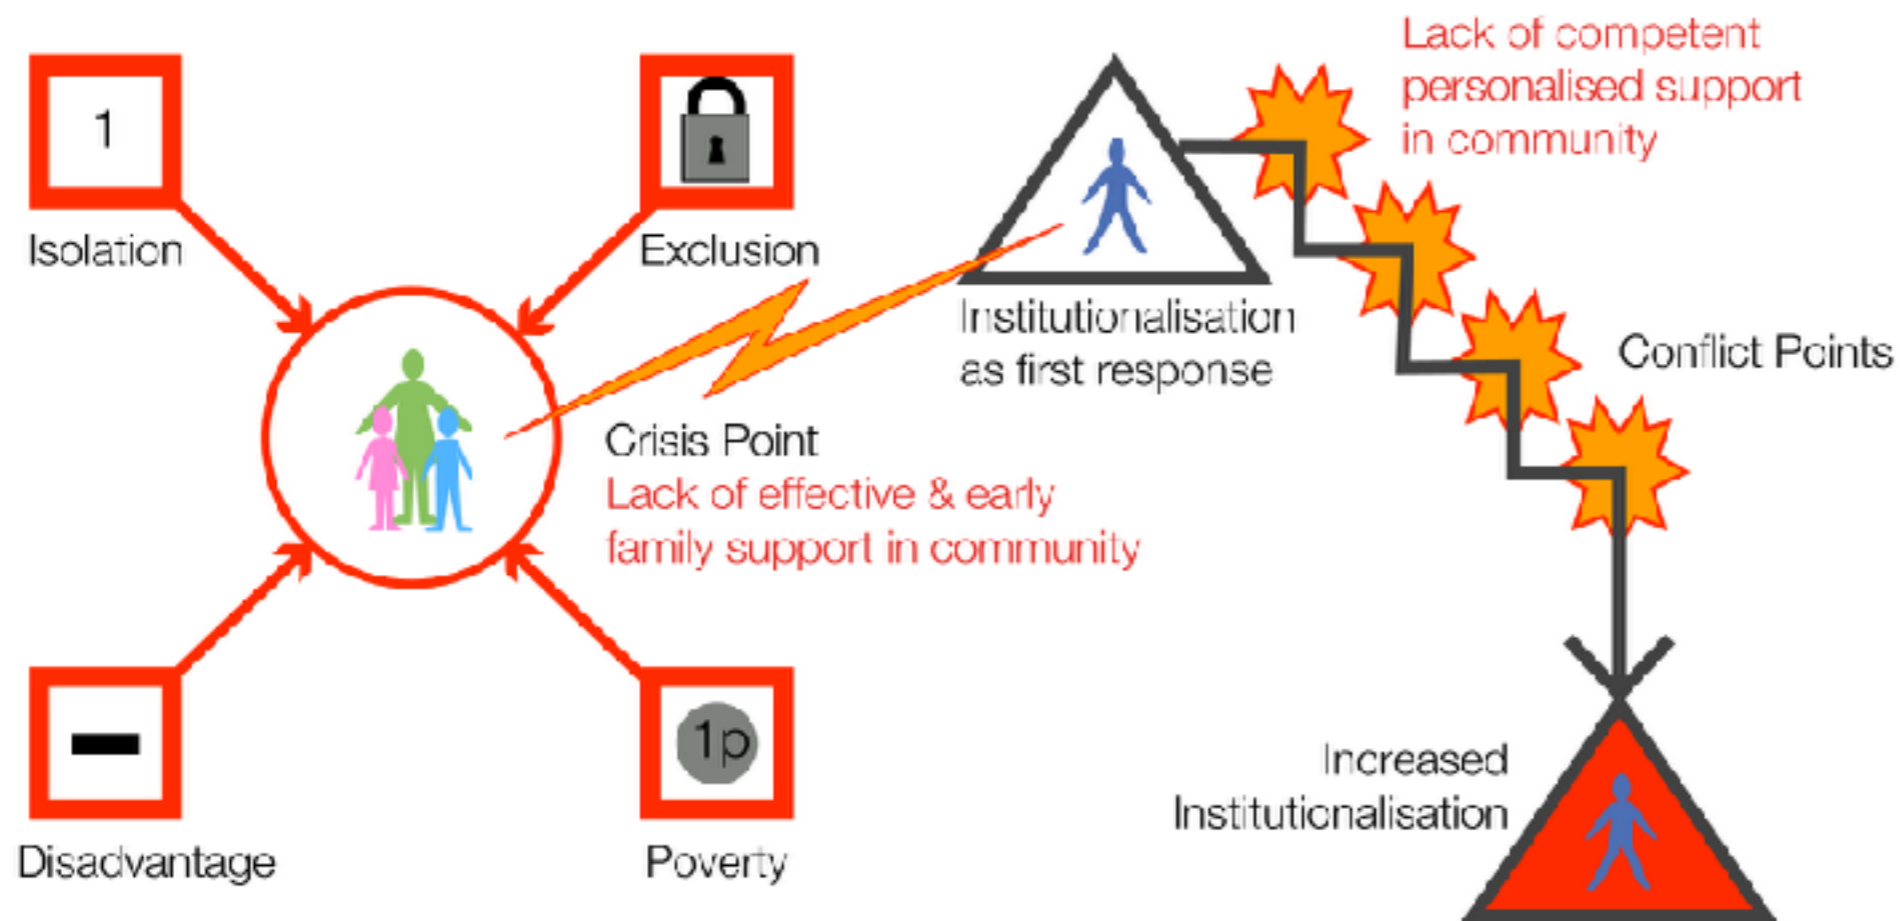 1
Isolation
Exclusion
Lack of competent
personalised support
in community
Institutionalisation
as first response
Conflict Points
Crisis Point
Lack of effective & early
family support in community
Disadvantage
1p
Poverty
Increased
Institutionalisation